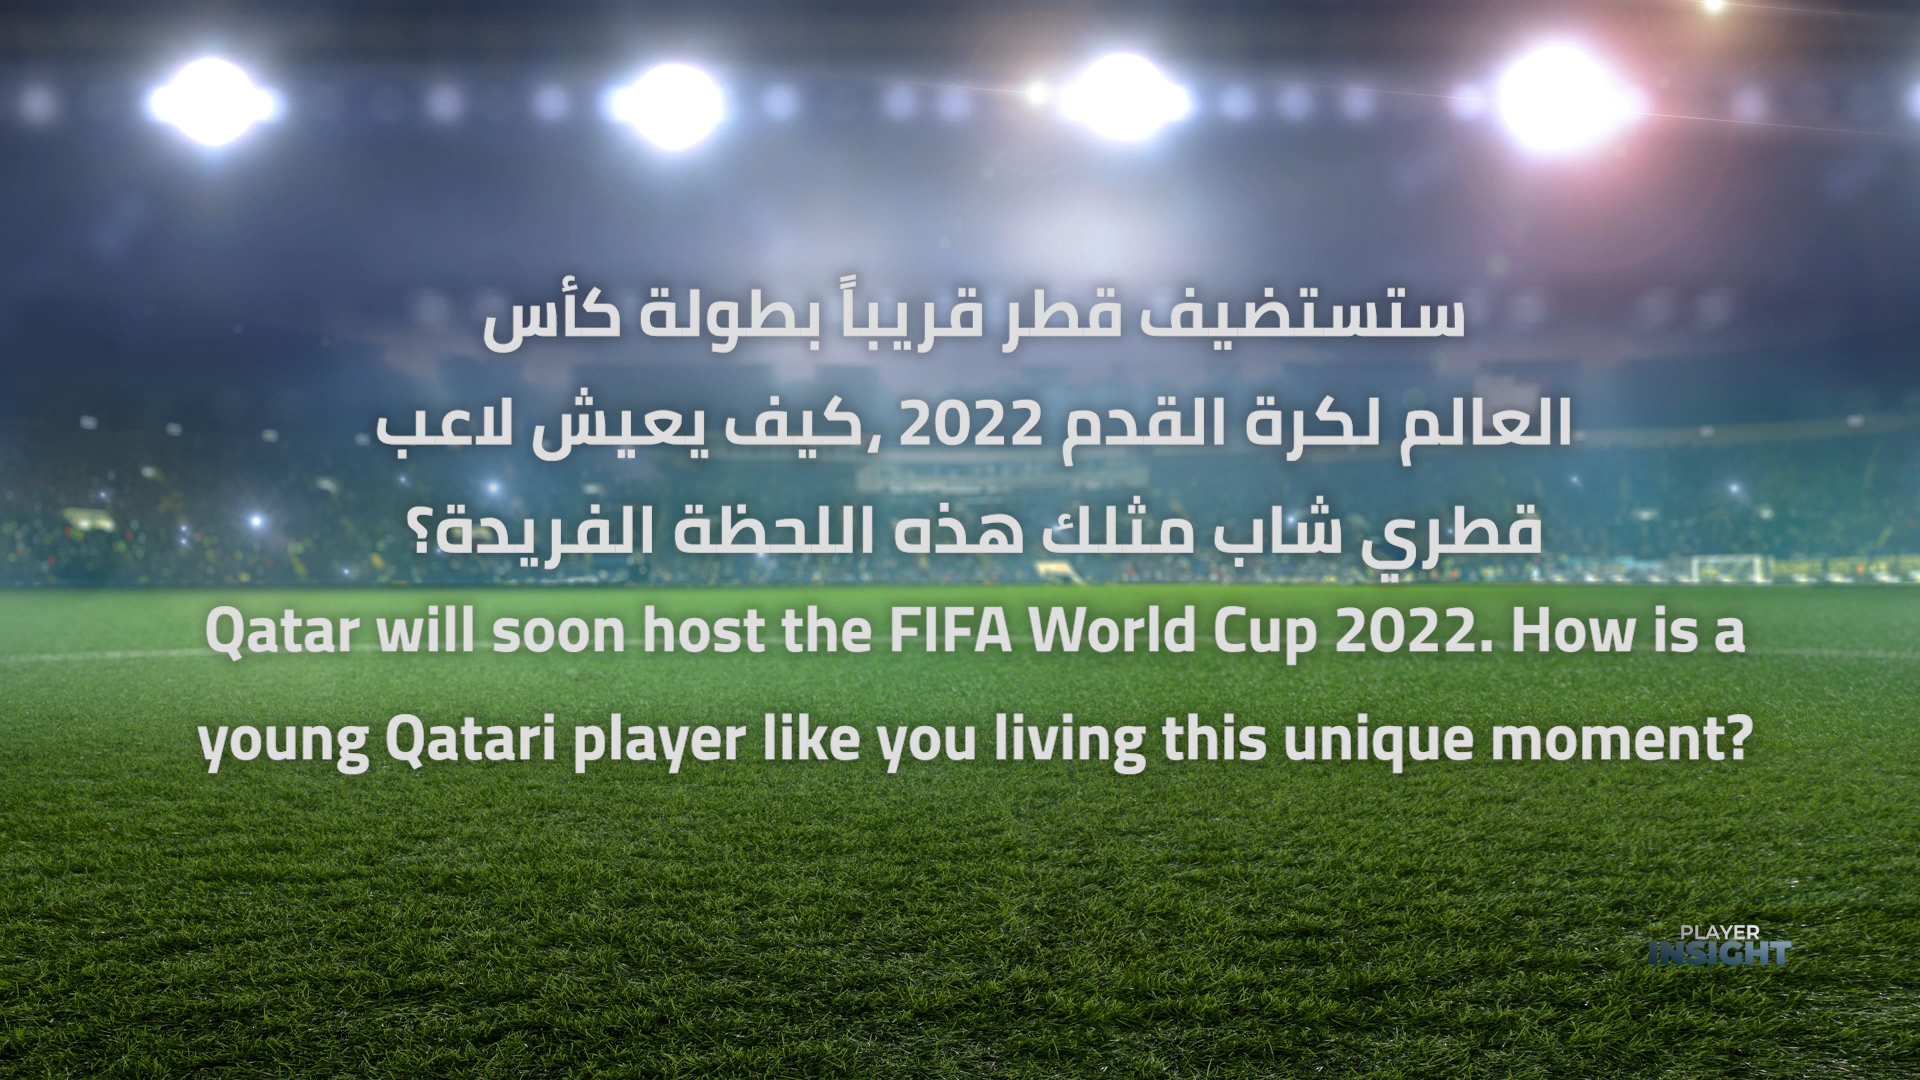 ستستضيف قطر قريباً بطولة كأس
العالم لكرة القدم 2022 ,كيف يعيش لاعب
قطري شاب مثلك هذه اللحظة الفريدة؟
Qatar will soon host the FIFA World Cup 2022. How is a
young Qatari player like you living this unique moment?
PLAYER
INSIGHT